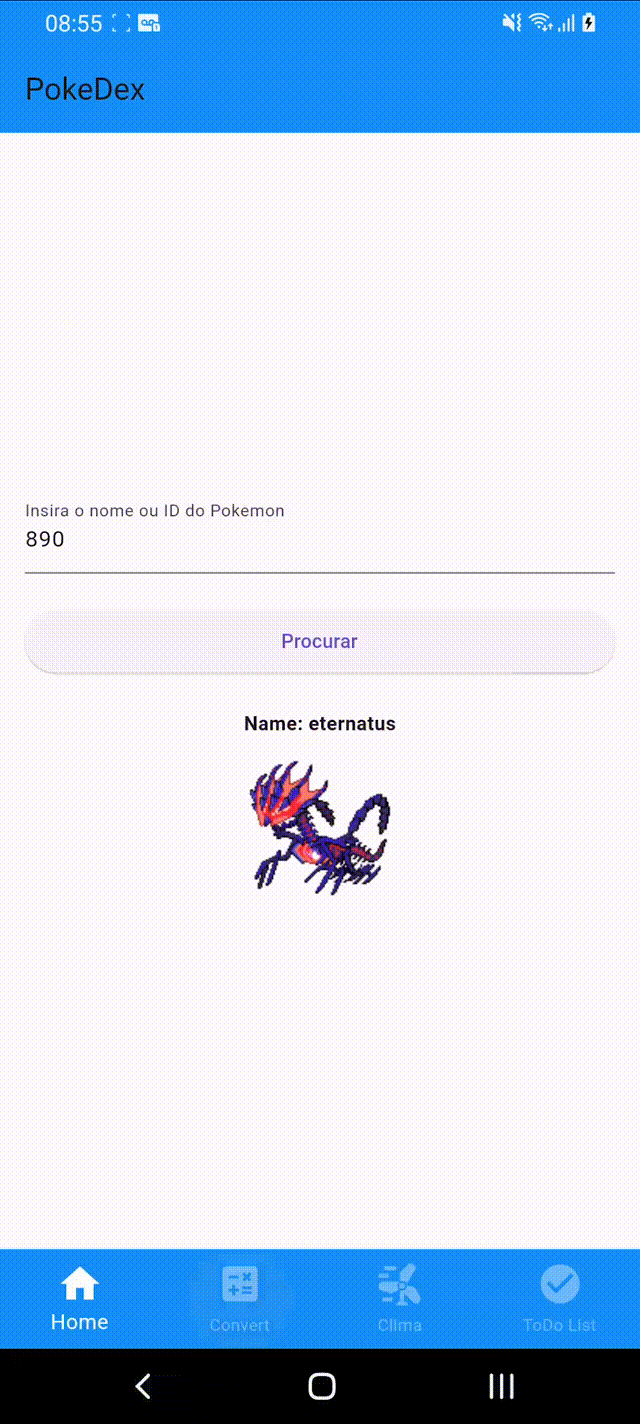 08:55
PokeDex
Insira o nome ou ID do Pokemon
890
Procurar
Name: eternatus
Home
Convert
Clima
ToDo List